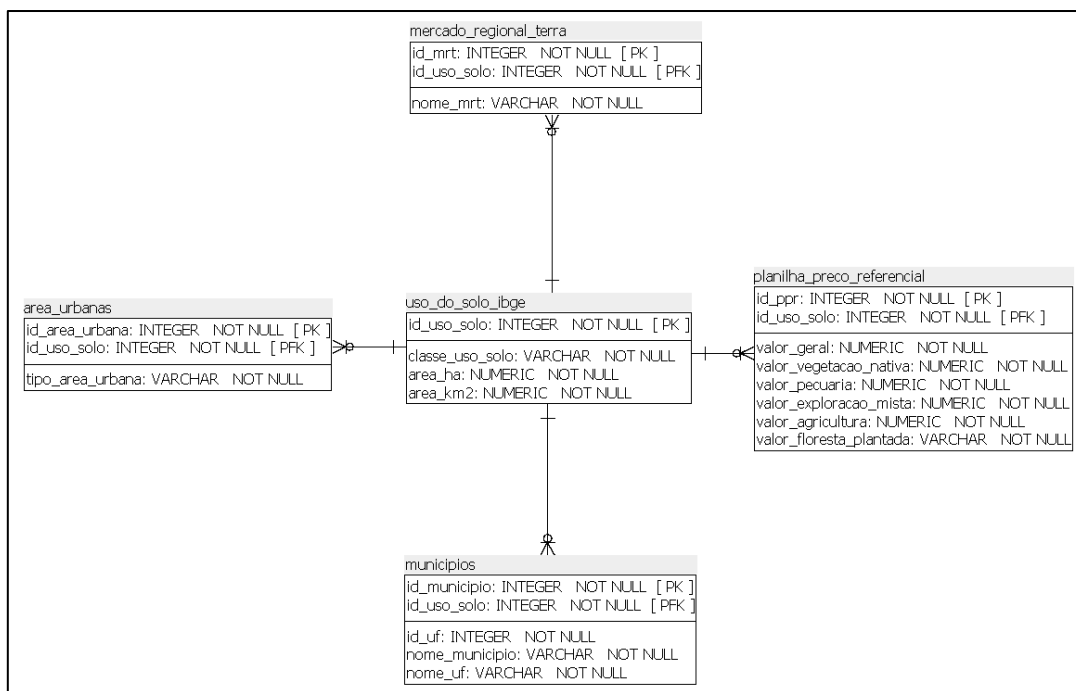 mercado_regional_terra
id_mrt: INTEGER NOT NULL [ PK ]
id_uso_solo: INTEGER NOT NULL [ PFK ]
nome_mrt: VARCHAR NOT NULL
area_urbanas
id_area_urbana: INTEGER NOT NULL [ PK ]
id_uso_solo: INTEGER NOT NULL [ PFK ]
tipo_area_urbana: VARCHAR NOT NULL
uso_do_solo_ibge
id_uso_solo: INTEGER NOT NULL [ PK ]
classe_uso_solo: VARCHAR NOT NULL
area_ha: NUMERIC NOT NULL
area_km2: NUMERIC NOT NULL
planilha_preco_referencial
id_ppr: INTEGER NOT NULL [ PK ]
id_uso_solo: INTEGER NOT NULL [ PFK ]
valor_geral: NUMERIC NOT NULL
valor_vegetacao_nativa: NUMERIC NOT NULL
valor_pecuaria: NUMERIC NOT NULL
valor_exploracao_mista: NUMERIC NOT NULL
valor_agricultura: NUMERIC NOT NULL
valor_floresta_plantada: VARCHAR NOT NULL
municipios
id_municipio: INTEGER NOT NULL [ PK ]
id_uso_solo: INTEGER NOT NULL [ PFK ]
id_uf: INTEGER NOT NULL
nome_municipio: VARCHAR NOT NULL
nome_uf: VARCHAR NOT NULL